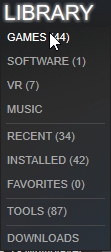 LIBRARY
GAMES (44)
SOFTWARE (1)
VR (7)
MUSIC
RECENT (34)
INSTALLED (42)
FAVORITES (0)
TOOLS (87)
DOWNLOADS